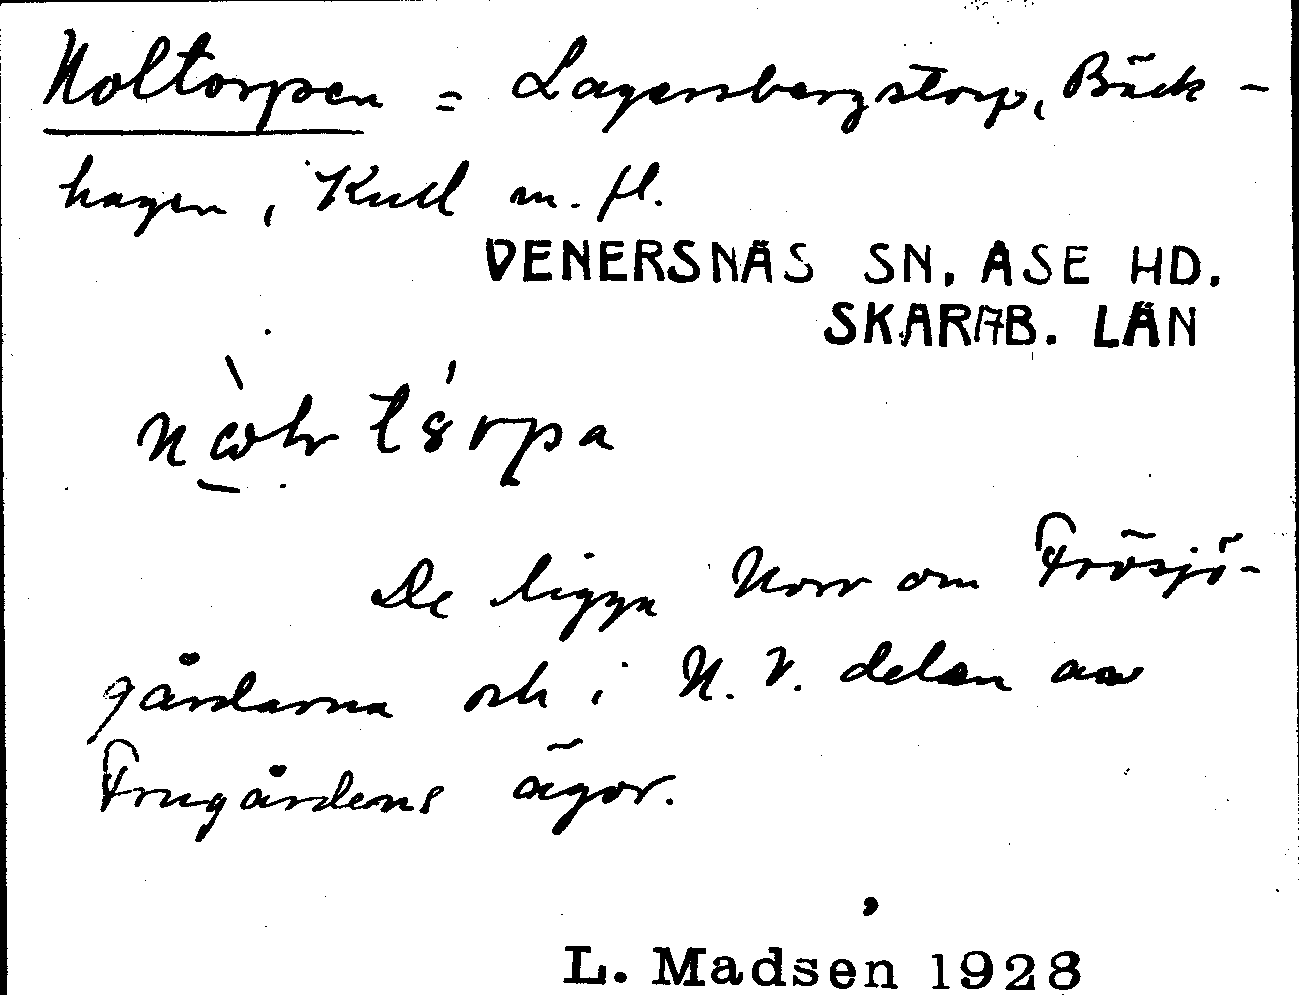 Noltorpen = Lagersbergstorp, Bäck-
hagen, Kull m. fl.
VENERSNÄS SN. ASE HD.
SKARAB. LÄN
De ligga Norr om Frösjö-
gårdarna och i N. V. delen av
Frugårdens ägor.
L. Madsen 1928